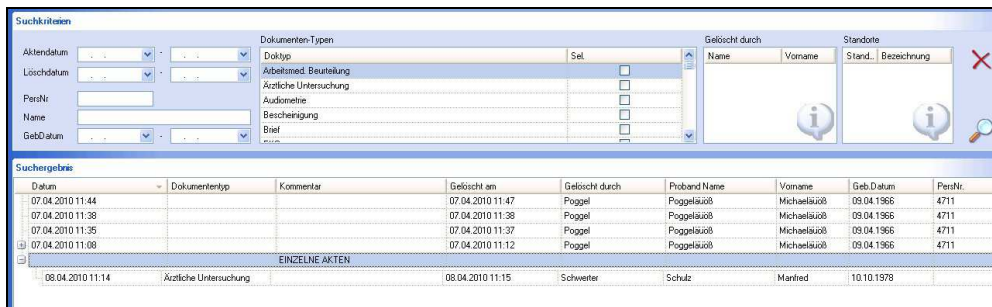 Suchkriterien
Dokumenten-Typen Gelöscht durch Standorte
Aktendatum . . - . . Doktyp Sel. Name Vorname Stand.. Bezeichnung
Löschdatum . . - . . Arbeitsmed. Beurteilung
Ärztliche Untersuchung
PersNr Audiometrie
Name Bescheinigung
GebDatum . . - . . Brief
Suchergebnis
Datum Dokumententyp Kommentar Gelöscht am Gelöscht durch Proband Name Vorname Geb.Datum PersNr.
07.04.2010 11:44 07.04.2010 11:47 Poggel Poggeläüöß Michaeläüöß 09.04.1966 4711
07.04.2010 11:38 07.04.2010 11:38 Poggel Poggeläüöß Michaeläüöß 09.04.1966 4711
07.04.2010 11:35 07.04.2010 11:37 Poggel Poggeläüöß Michaeläüöß 09.04.1966 4711
07.04.2010 11:08 07.04.2010 11:12 Poggel Poggeläüöß Michaeläüöß 09.04.1966 4711
EINZELNE AKTEN
08.04.2010 11:14 Ärztliche Untersuchung 08.04.2010 11:15 Schwerter Schulz Manfred 10.10.1978